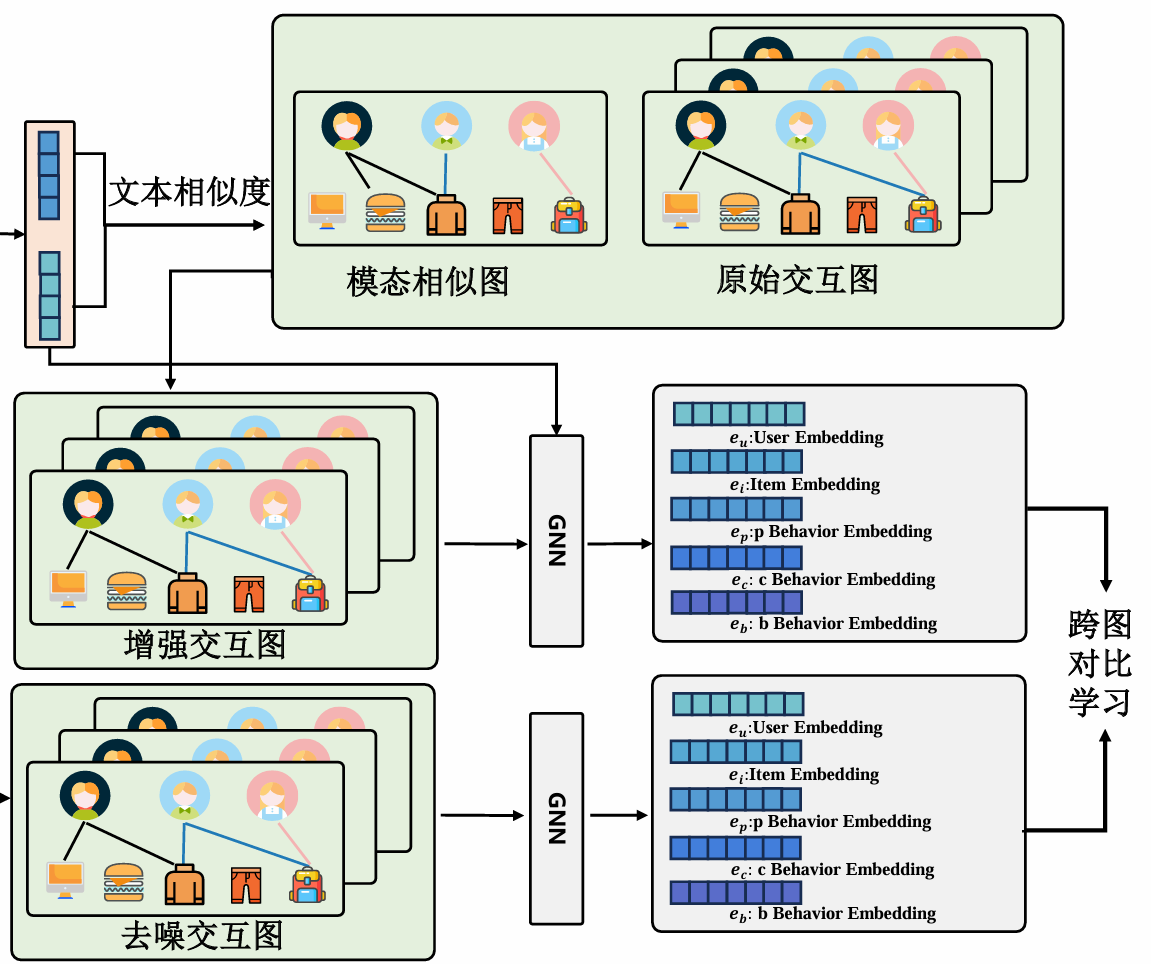 文本相似度
模态相似图
原始交互图
增强交互图
GNN
e_u:User Embedding
e_i:Item Embedding
e_p:p Behavior Embedding
e_c: c Behavior Embedding
e_b: b Behavior Embedding
跨图
对比
学习
去噪交互图
GNN
e_u:User Embedding
e_i:Item Embedding
e_p:p Behavior Embedding
e_c: c Behavior Embedding
e_b: b Behavior Embedding